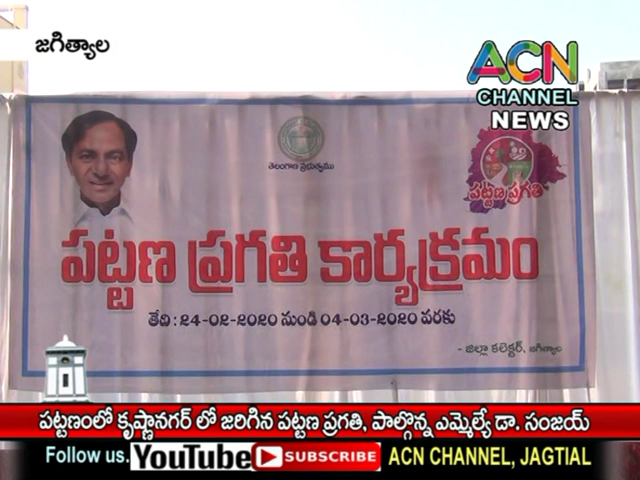 జగిత్యాల
ACN
CHANNEL
NEWS
తెలంగాణ ప్రభుత్వము
పట్టణ ప్రగతి
పట్టణ ప్రగతి కార్యక్రమం
తేది : 24-02-2020 నుండి 04-03-2020 వరకు
- జిల్లా కలెక్టర్, జగిత్యాల
పట్టణంలో కృష్ణానగర్ లో జరిగిన పట్టణ ప్రగతి, పాల్గొన్న ఎమ్మెల్యే డా. సంజయ్
Follow us. YouTube SUBSCRIBE ACN CHANNEL, JAGTIAL